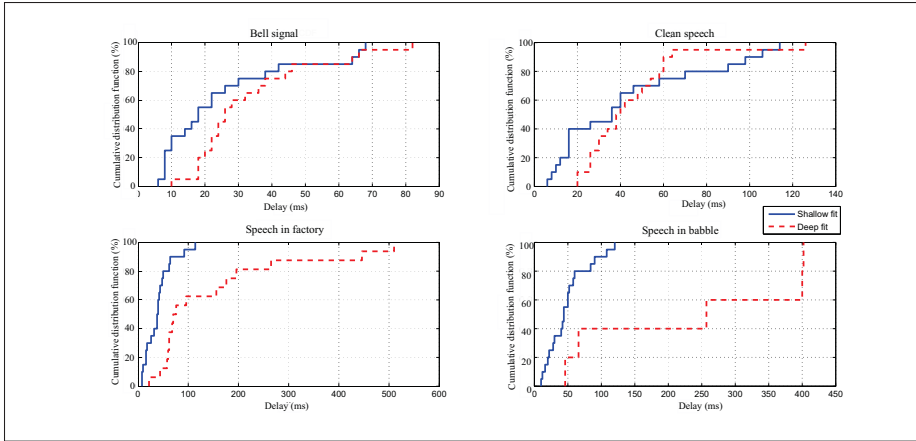 Bell signal
Cumulative distribution function (%)
100
80
60
40
20
0
10 20 30 40 50 60 70 80 90
Delay (ms)
Clean speech
Cumulative distribution function (%)
100
80
60
40
20
0
0 20 40 60 80 100 120 140
Delay (ms)
Shallow fit
Deep fit
Speech in factory
Cumulative distribution function (%)
100
80
60
40
20
0
0 100 200 300 400 500 600
Delay (ms)
Speech in babble
Cumulative distribution function (%)
100
80
60
40
20
0
0 50 100 150 200 250 300 350 400 450
Delay (ms)